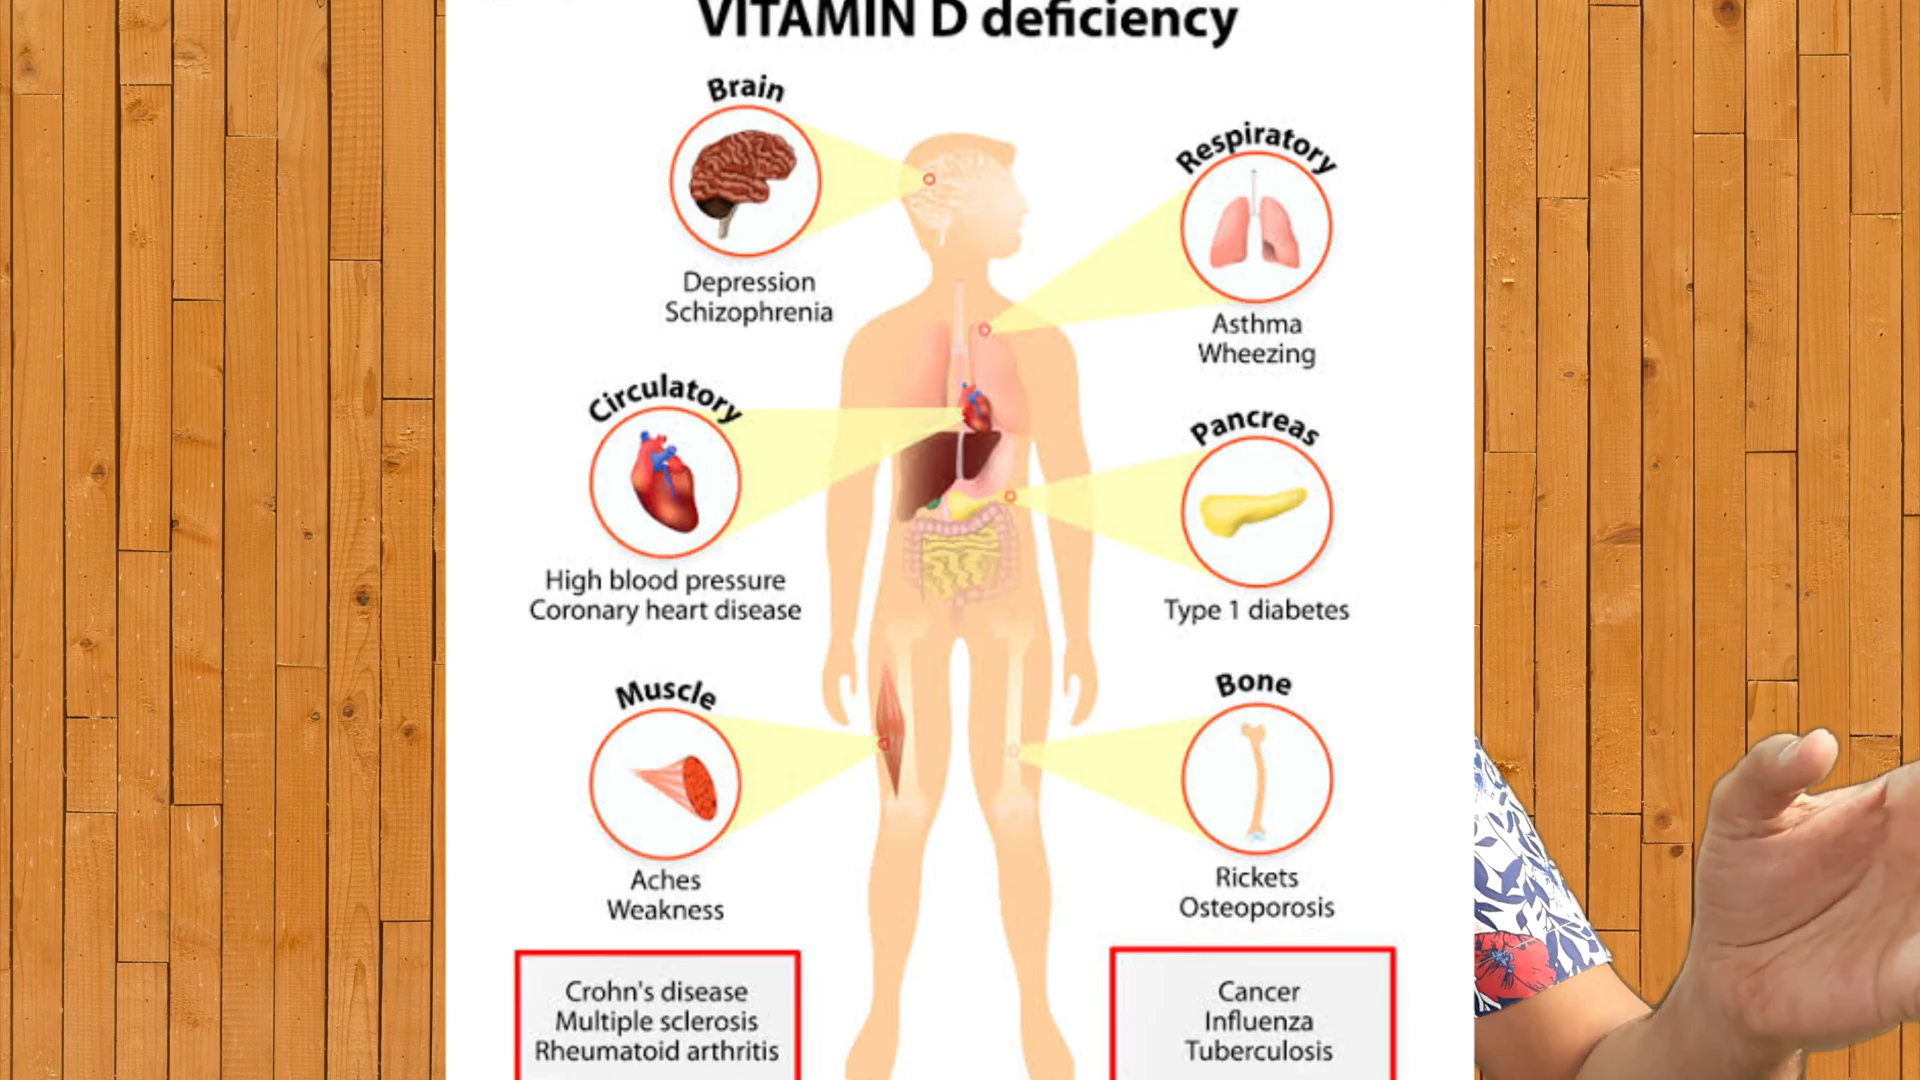 VITAMIN D deficiency
Brain
Depression
Schizophrenia
Respiratory
Asthma
Wheezing
Circulatory
High blood pressure
Coronary heart disease
Pancreas
Type 1 diabetes
Muscle
Aches
Weakness
Bone
Rickets
Osteoporosis
Crohn's disease
Multiple sclerosis
Rheumatoid arthritis
Cancer
Influenza
Tuberculosis